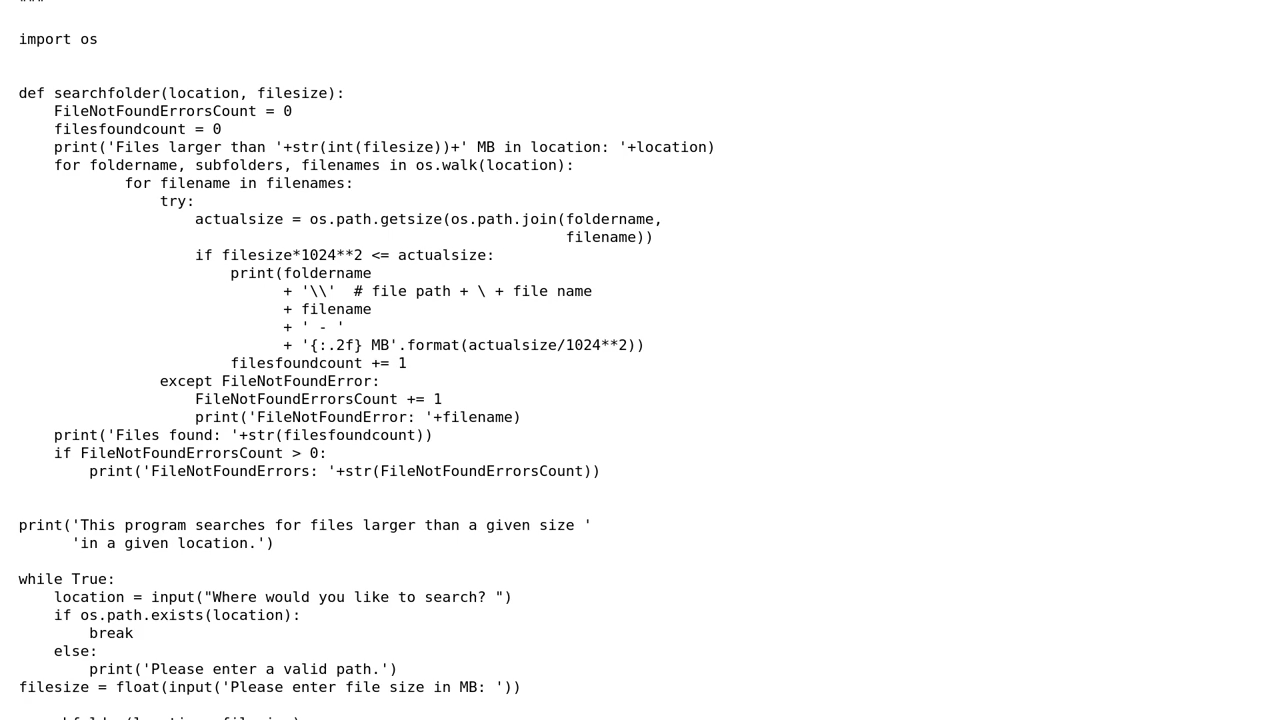 """

import os


def searchfolder(location, filesize):
    FileNotFoundErrorsCount = 0
    filesfoundcount = 0
    print('Files larger than '+str(int(filesize))+' MB in location: '+location)
    for foldername, subfolders, filenames in os.walk(location):
            for filename in filenames:
                try:
                    actualsize = os.path.getsize(os.path.join(foldername,
                                                              filename))
                    if filesize*1024**2 <= actualsize:
                        print(foldername
                              + '\\'  # file path + \ + file name
                              + filename
                              + ' - '
                              + '{:.2f} MB'.format(actualsize/1024**2))
                        filesfoundcount += 1
                except FileNotFoundError:
                    FileNotFoundErrorsCount += 1
                    print('FileNotFoundError: '+filename)
    print('Files found: '+str(filesfoundcount))
    if FileNotFoundErrorsCount > 0:
        print('FileNotFoundErrors: '+str(FileNotFoundErrorsCount))


print('This program searches for files larger than a given size '
      'in a given location.')

while True:
    location = input("Where would you like to search? ")
    if os.path.exists(location):
        break
    else:
        print('Please enter a valid path.')
filesize = float(input('Please enter file size in MB: '))